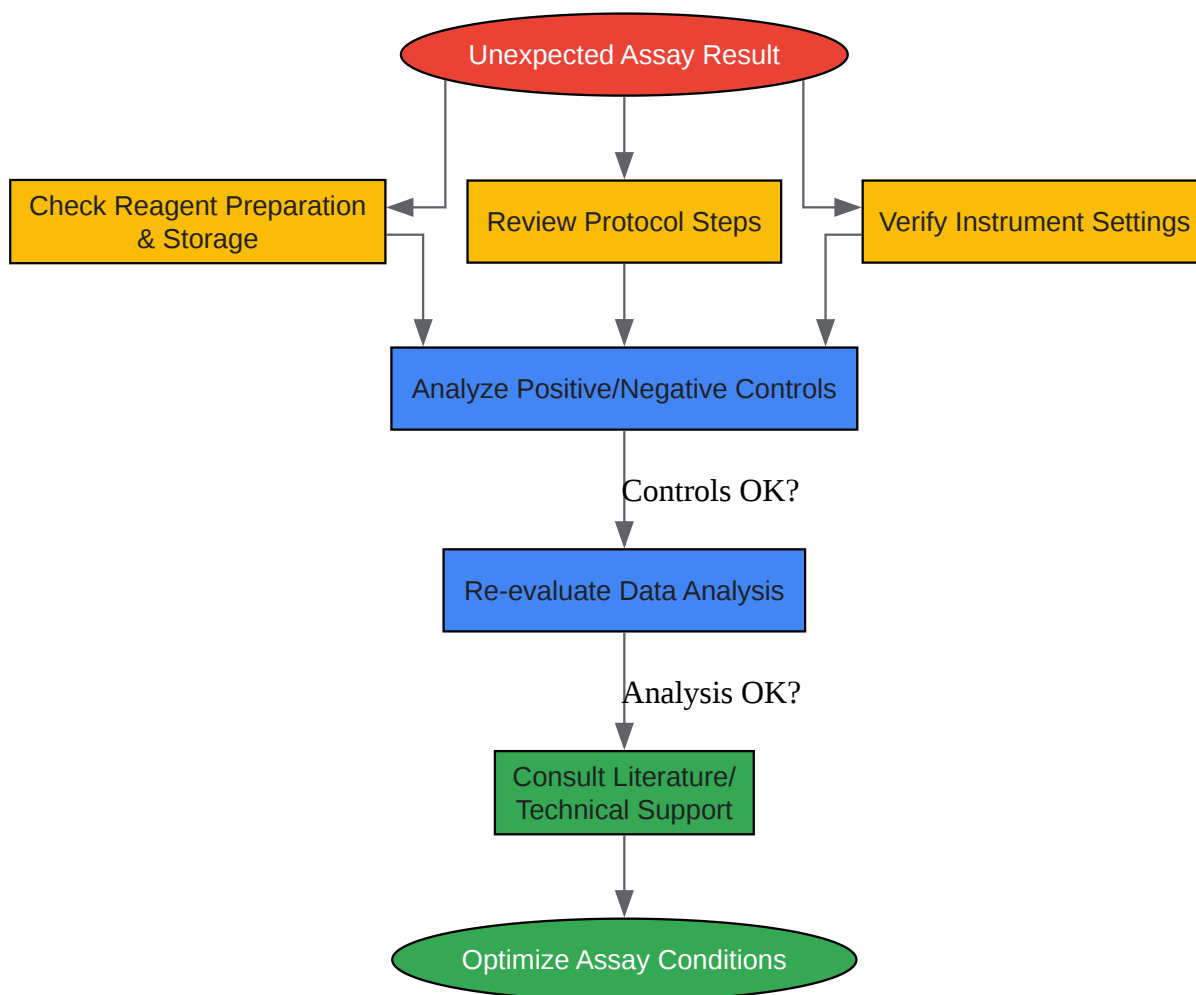 Unexpected Assay Result
Check Reagent Preparation
& Storage
Review Protocol Steps
Verify Instrument Settings
Analyze Positive/Negative Controls
Controls OK?
Re-evaluate Data Analysis
Analysis OK?
Consult Literature/
Technical Support
Optimize Assay Conditions